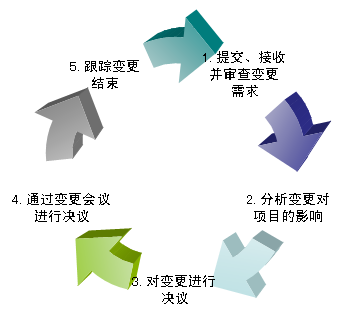 1. 提交、接收
并审查变更
需求
2. 分析变更对
项目的影响
3. 对变更进行
决议
4. 通过变更会议
进行决议
5. 跟踪变更
结束